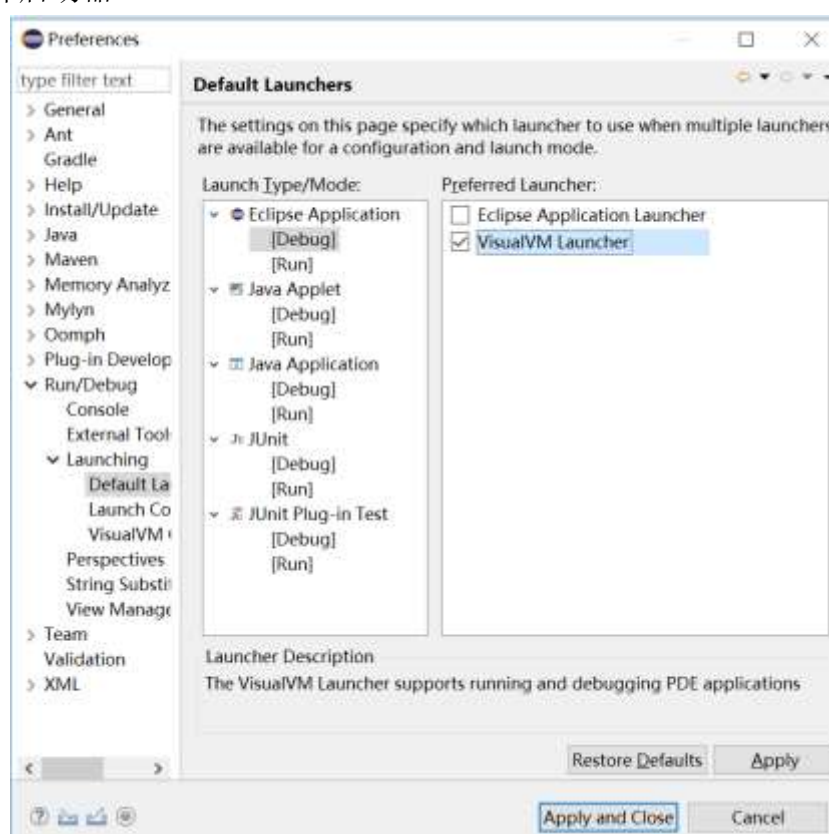 Preferences
type filter text
General
Ant
Gradle
Help
Install/Update
Java
Maven
Memory Analyz
Mylyn
Oomph
Plug-in Develop
Run/Debug
Console
External Tool
Launching
Default La
Launch Co
VisualVM
Perspectives
String Substi
View Manage
Team
Validation
XML
Default Launchers
The settings on this page specify which launcher to use when multiple launchers
are available for a configuration and launch mode.
Launch Type/Mode:
Eclipse Application
[Debug]
[Run]
Java Applet
[Debug]
[Run]
Java Application
[Debug]
[Run]
JUnit
[Debug]
[Run]
JUnit Plug-in Test
[Debug]
[Run]
Preferred Launcher:
Eclipse Application Launcher
VisualVM Launcher
Launcher Description
The VisualVM Launcher supports running and debugging PDE applications
Restore Defaults
Apply
Apply and Close
Cancel